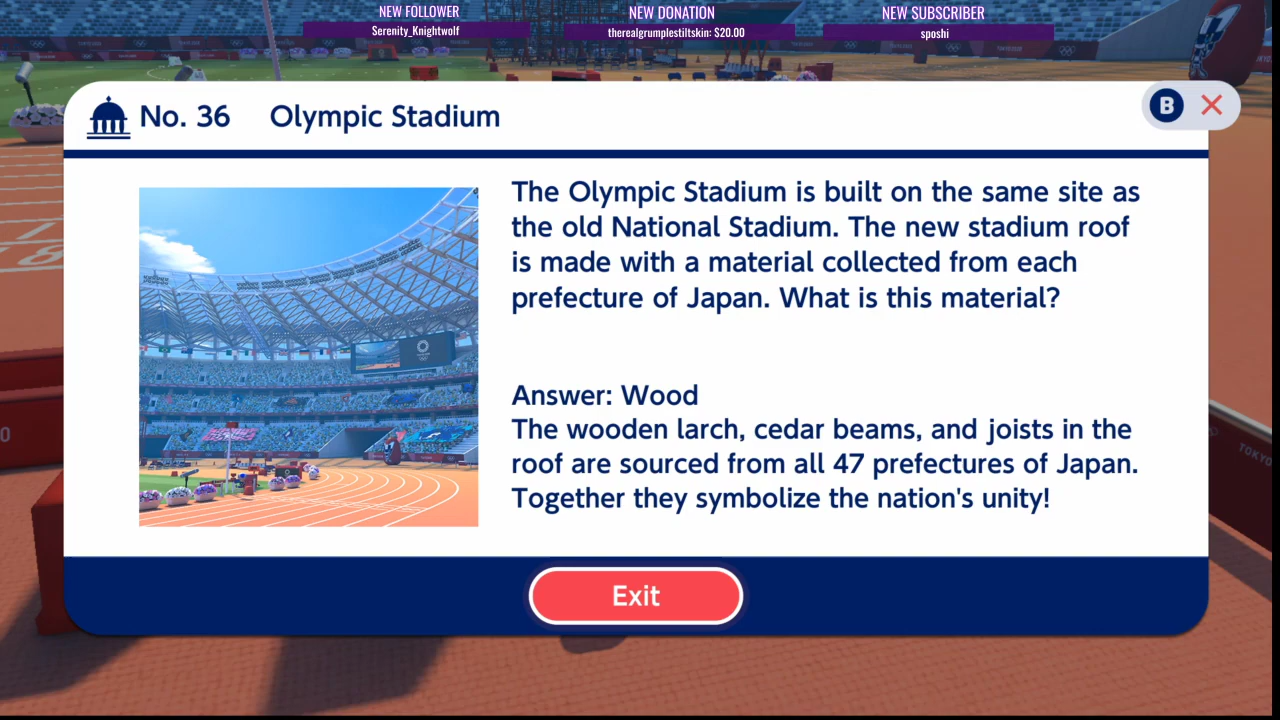 NEW FOLLOWER
Serenity_Knightwolf
NEW DONATION
therealgrumplestiltskin: $20.00
NEW SUBSCRIBER
sposhi
No. 36 Olympic Stadium
B
The Olympic Stadium is built on the same site as
the old National Stadium. The new stadium roof
is made with a material collected from each
prefecture of Japan. What is this material?
Answer: Wood
The wooden larch, cedar beams, and joists in the
roof are sourced from all 47 prefectures of Japan.
Together they symbolize the nation's unity!
Exit
TOKYO